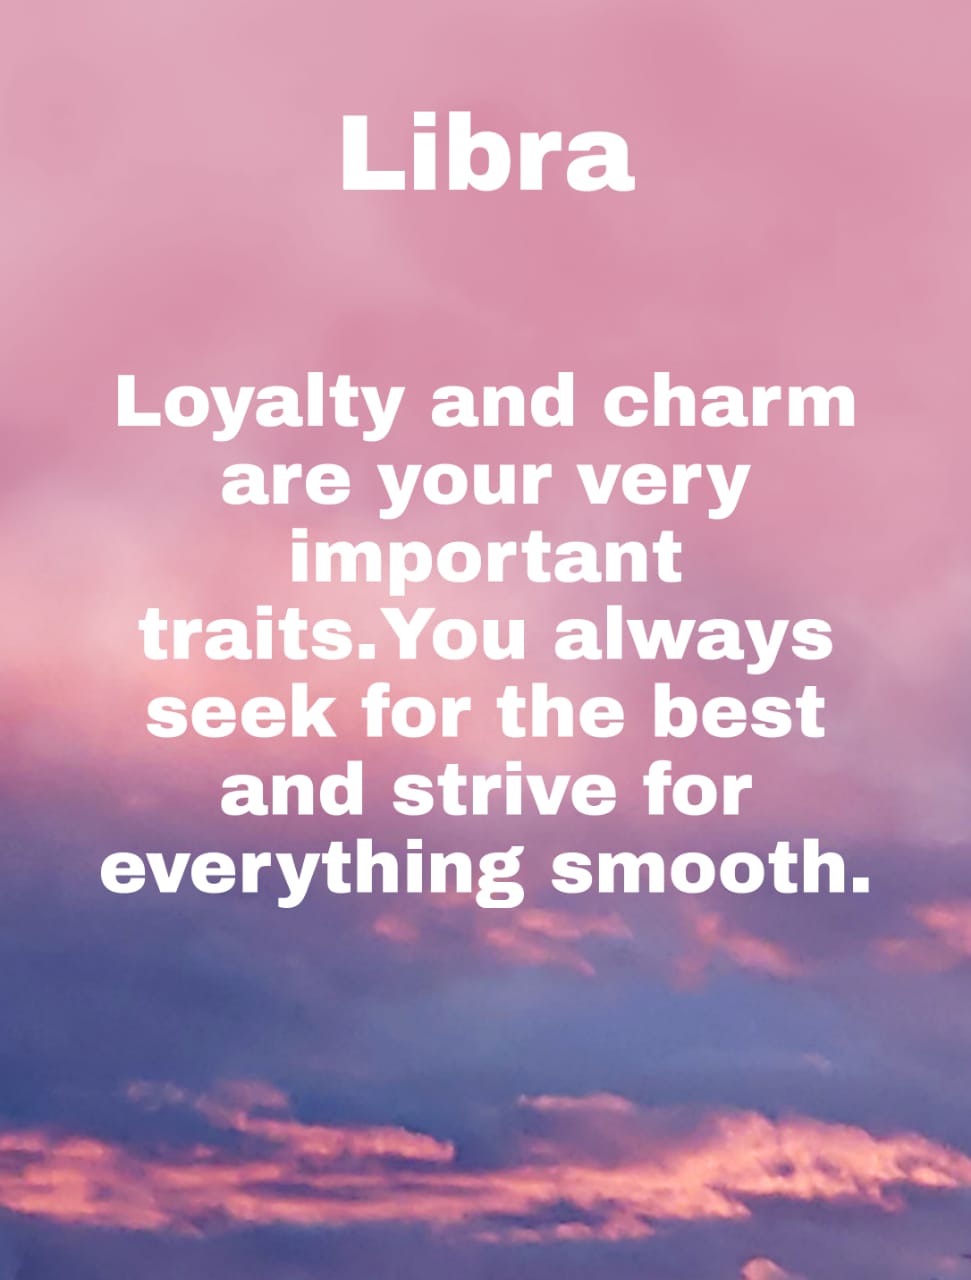 Libra
Loyalty and charm
are your very
important
traits.You always
seek for the best
and strive for
everything smooth.